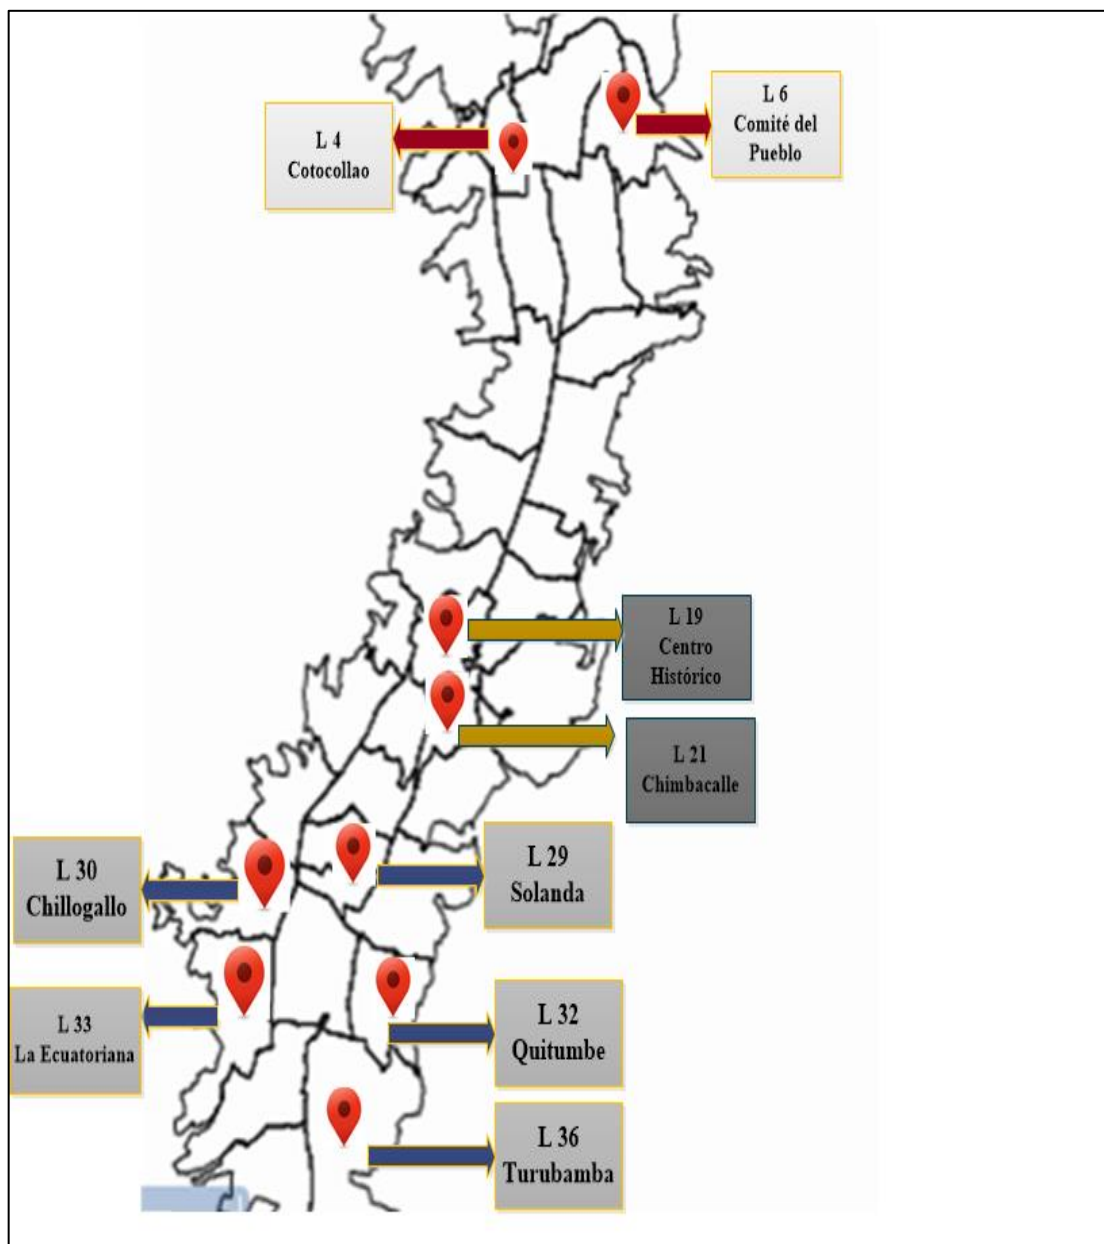 L 6
Comité del
Pueblo
L 4
Cotocollao
L 19
Centro
Histórico
L 21
Chimbacalle
L 30
Chillogallo
L 29
Solanda
L 33
La Ecuatoriana
L 32
Quitumbe
L 36
Turubamba